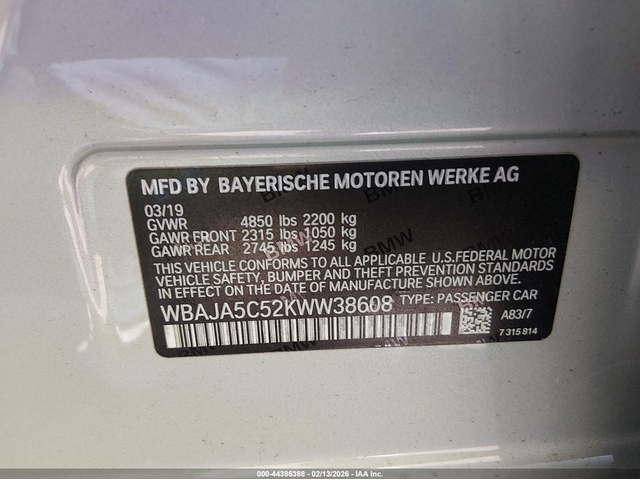 MFD BY BAYERISCHE MOTOREN WERKE AG
03/19
GVWR 4850 lbs 2200 kg
GAWR FRONT 2315 lbs 1050 kg
GAWR REAR 2745 lbs 1245 kg
THIS VEHICLE CONFORMS TO ALL APPLICABLE U.S.FEDERAL MOTOR
VEHICLE SAFETY, BUMPER AND THEFT PREVENTION STANDARDS
IN EFFECT ON THE DATE OF MANUFACTURE SHOWN ABOVE.
WBAJA5C52KWW38608 TYPE: PASSENGER CAR
A83/7
7 315 814
BMW
000-44386388 - 02/13/2026 - IAA Inc.